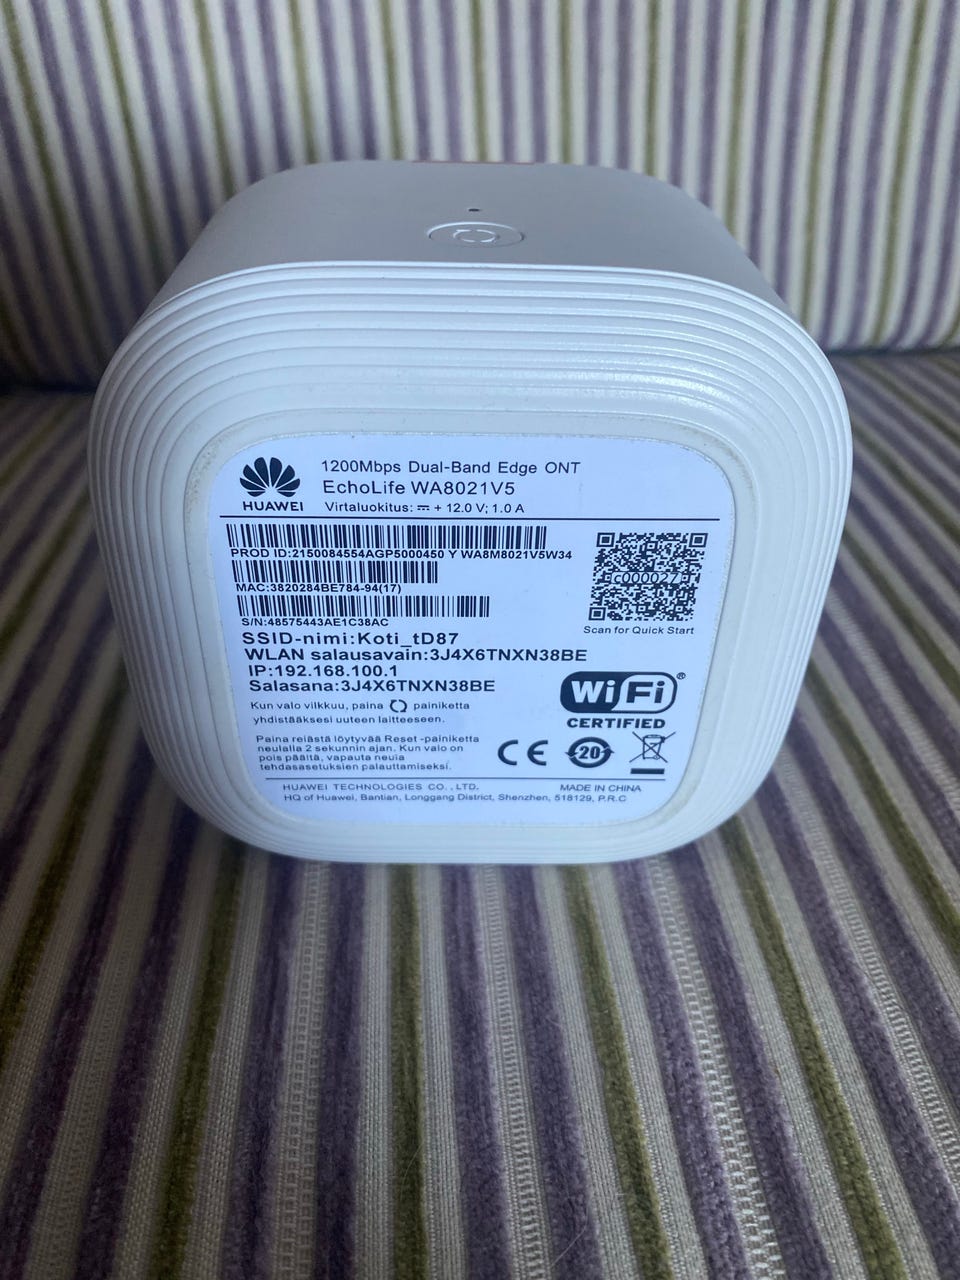 1200Mbps Dual-Band Edge ONT
EchoLife WA8021V5
HUAWEI
Virtaluokitus: ⎓ + 12.0 V; 1.0 A
PROD ID:2150084554AGP5000450 Y WA8M8021V5W34
MAC:3820284BE784-94(17)
S/N:48575443AE1C38AC
c000027
Scan for Quick Start
SSID-nimi:Koti_tD87
WLAN salausavain:3J4X6TNXN38BE
IP:192.168.100.1
Salasana:3J4X6TNXN38BE
Kun valo vilkkuu, paina painiketta
yhdistääksesi uuteen laitteeseen.
Wi Fi ®
CERTIFIED
Paina reiästä löytyvää Reset -painiketta
neulalla 2 sekunnin ajan. Kun valo on
pois päältä, vapauta neula
tehdasasetuksien palauttamiseksi.
CE 20
HUAWEI TECHNOLOGIES CO.,LTD. MADE IN CHINA
HQ of Huawei, Bantian, Longgang District, Shenzhen, 518129, P.R.C